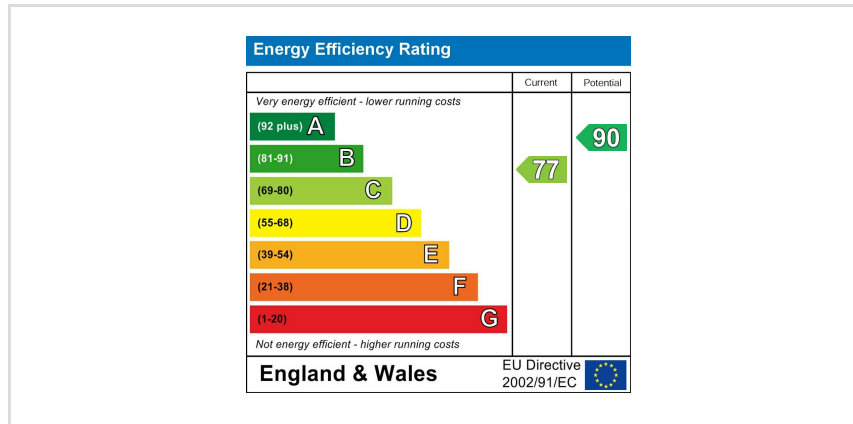 Energy Efficiency Rating
Current Potential
Very energy efficient - lower running costs
(92 plus) A
(81-91) B
(69-80) C
(55-68) D
(39-54) E
(21-38) F
(1-20) G
77
90
Not energy efficient - higher running costs
England & Wales
EU Directive
2002/91/EC